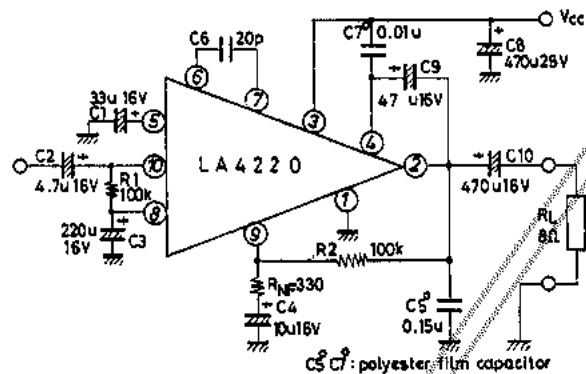 C6 20p
C7° 0.01u
Vcc
C9
47 u16V
C8
470u25V
33u 16V
C1
6
7
3
4
5
C2
4.7u16V
R1
100k
10
LA4220
2
C10
470u16V
220u
16V
C3
8
9
1
R2
100k
RL
8Ω
RNF330
C4
10u16V
C5°
0.15u
C5° C7° : polyester film capacitor